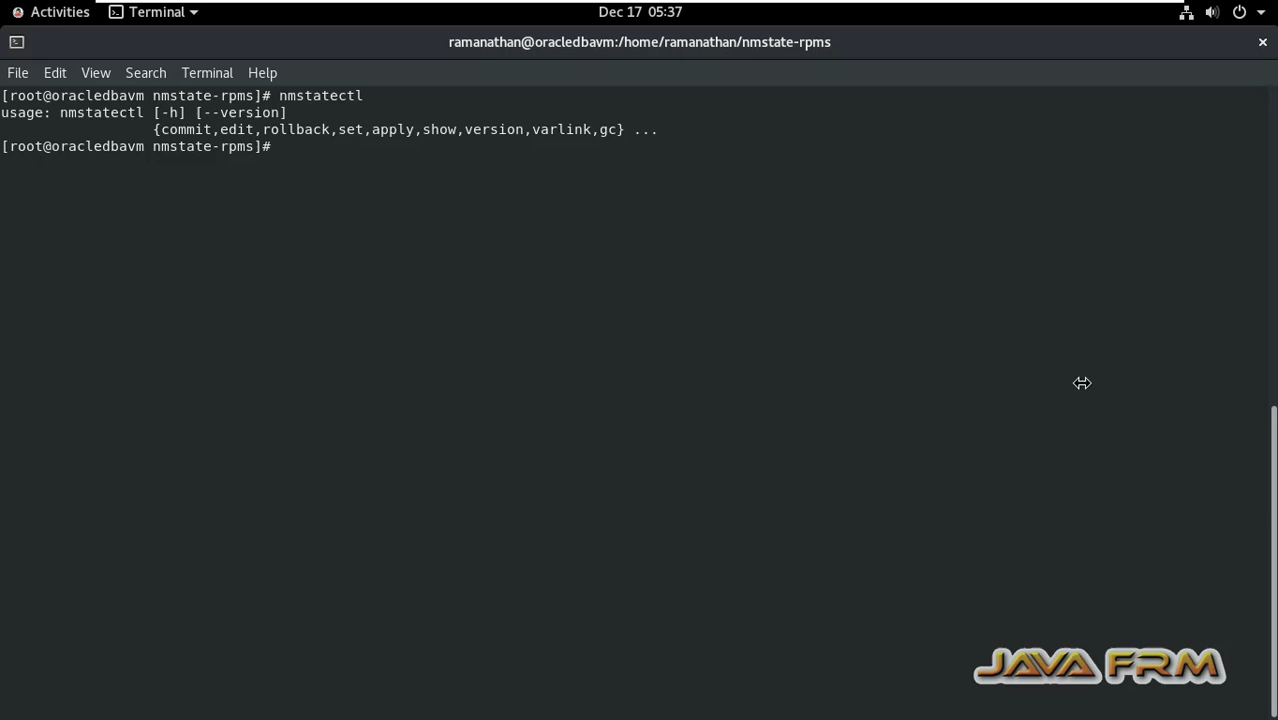 Activities Terminal Dec 17 05:37
ramanathan@oracledbavm:/home/ramanathan/nmstate-rpms
File Edit View Search Terminal Help
[root@oracledbavm nmstate-rpms]# nmstatectl
usage: nmstatectl [-h] [--version]
{commit,edit,rollback,set,apply,show,version,varlink,gc} ...
[root@oracledbavm nmstate-rpms]#
JAVA FRM